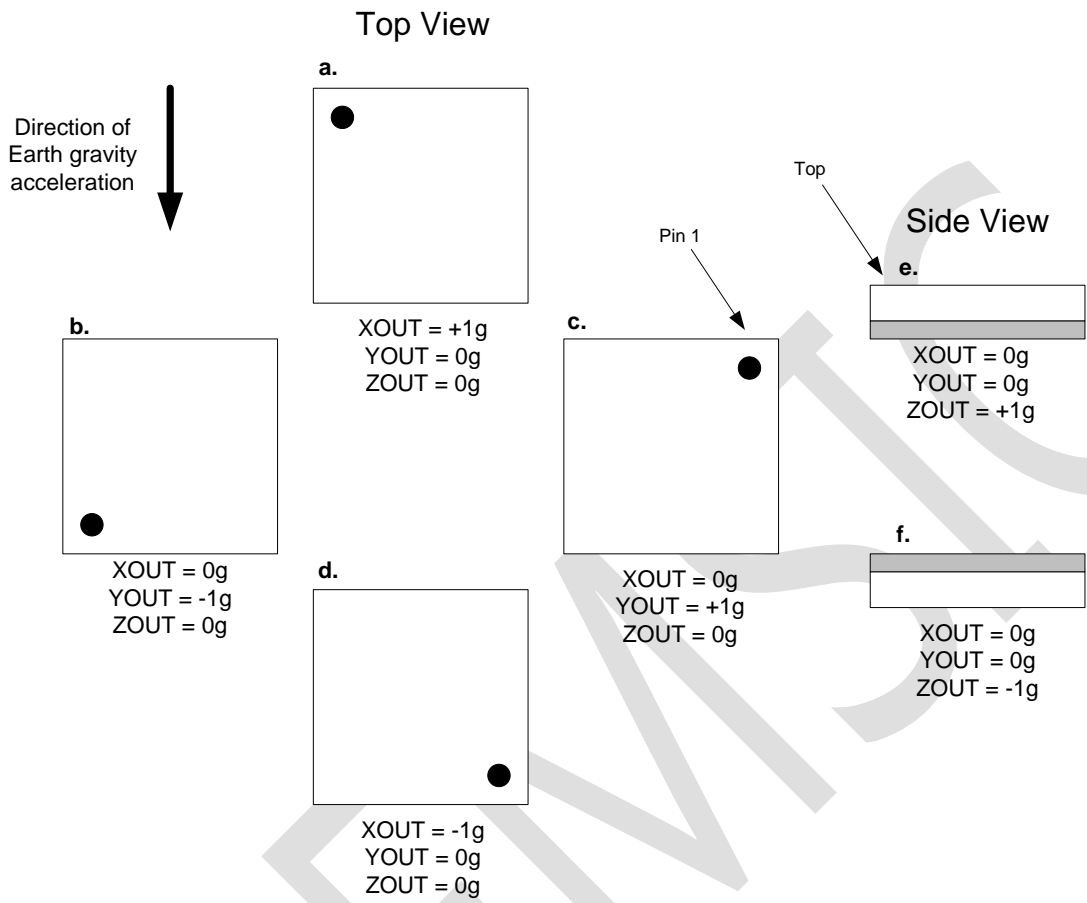 Top View
a.
Direction of
Earth gravity
acceleration
XOUT = +1g
YOUT = 0g
ZOUT = 0g
b.
XOUT = 0g
YOUT = -1g
ZOUT = 0g
Pin 1
c.
XOUT = 0g
YOUT = +1g
ZOUT = 0g
d.
XOUT = -1g
YOUT = 0g
ZOUT = 0g
Top
Side View
e.
XOUT = 0g
YOUT = 0g
ZOUT = +1g
f.
XOUT = 0g
YOUT = 0g
ZOUT = -1g